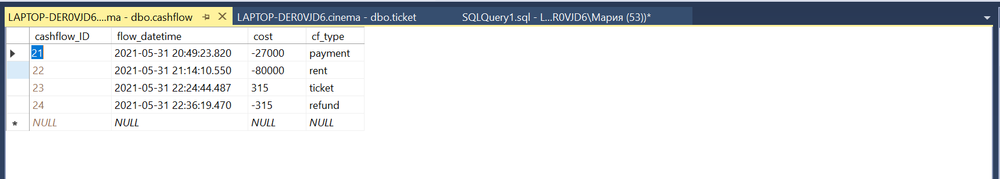 LAPTOP-DER0VJD6....ma - dbo.cashflow LAPTOP-DER0VJD6.cinema - dbo.ticket SQLQuery1.sql - L...R0VJD6\Мария (53))*
cashflow_ID flow_datetime cost cf_type
21 2021-05-31 20:49:23.820 -27000 payment
22 2021-05-31 21:14:10.550 -80000 rent
23 2021-05-31 22:24:44.487 315 ticket
24 2021-05-31 22:36:19.470 -315 refund
* NULL NULL NULL NULL